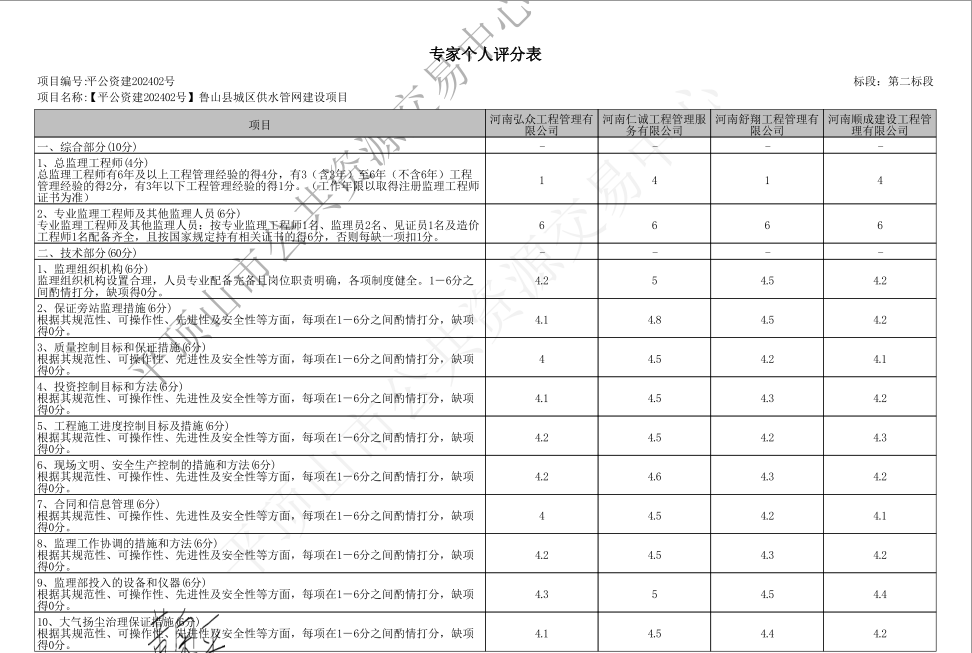 专家个人评分表
项目编号:平公资建202402号
标段：第二标段
项目名称:【平公资建202402号】鲁山县城区供水管网建设项目
项目 河南弘众工程管理有限公司 河南仁诚工程管理服务有限公司 河南舒翔工程管理有限公司 河南顺成建设工程管理有限公司
一、综合部分(10分) — — — —
1、总监理工程师(4分)
总监理工程师有6年及以上工程管理经验的得4分，有3（含3年）至6年（不含6年）工程
管理经验的得2分，有3年以下工程管理经验的得1分。（工作年限以取得注册监理工程师
证书为准）
1 4 1 4
2、专业监理工程师及其他监理人员(6分)
专业监理工程师及其他监理人员：按专业监理工程师1名、监理员2名、见证员1名及造价
工程师1名配备齐全，且按国家规定持有相关证书的得6分，否则每缺一项扣1分。
6 6 6 6
二、技术部分(60分) — — — —
1、监理组织机构(6分)
监理组织机构设置合理，人员专业配备完备且岗位职责明确，各项制度健全。1－6分之
间酌情打分，缺项得0分。
4.2 5 4.5 4.2
2、保证旁站监理措施(6分)
根据其规范性、可操作性、先进性及安全性等方面，每项在1－6分之间酌情打分，缺项
得0分。
4.1 4.8 4.5 4.2
3、质量控制目标和保证措施(6分)
根据其规范性、可操作性、先进性及安全性等方面，每项在1－6分之间酌情打分，缺项
得0分。
4 4.5 4.2 4.1
4、投资控制目标和方法(6分)
根据其规范性、可操作性、先进性及安全性等方面，每项在1－6分之间酌情打分，缺项
得0分。
4.1 4.5 4.3 4.2
5、工程施工进度控制目标及措施(6分)
根据其规范性、可操作性、先进性及安全性等方面，每项在1－6分之间酌情打分，缺项
得0分。
4.2 4.5 4.2 4.3
6、现场文明、安全生产控制的措施和方法(6分)
根据其规范性、可操作性、先进性及安全性等方面，每项在1－6分之间酌情打分，缺项
得0分。
4.2 4.6 4.3 4.2
7、合同和信息管理(6分)
根据其规范性、可操作性、先进性及安全性等方面，每项在1－6分之间酌情打分，缺项
得0分。
4 4.5 4.2 4.1
8、监理工作协调的措施和方法(6分)
根据其规范性、可操作性、先进性及安全性等方面，每项在1－6分之间酌情打分，缺项
得0分。
4.2 4.5 4.3 4.2
9、监理部投入的设备和仪器(6分)
根据其规范性、可操作性、先进性及安全性等方面，每项在1－6分之间酌情打分，缺项
得0分。
4.3 5 4.5 4.4
10、大气扬尘治理保证措施(6分)
根据其规范性、可操作性、先进性及安全性等方面，每项在1－6分之间酌情打分，缺项
得0分。
4.1 4.5 4.4 4.2
平顶山市公共资源交易中心
平顶山市公共资源交易中心